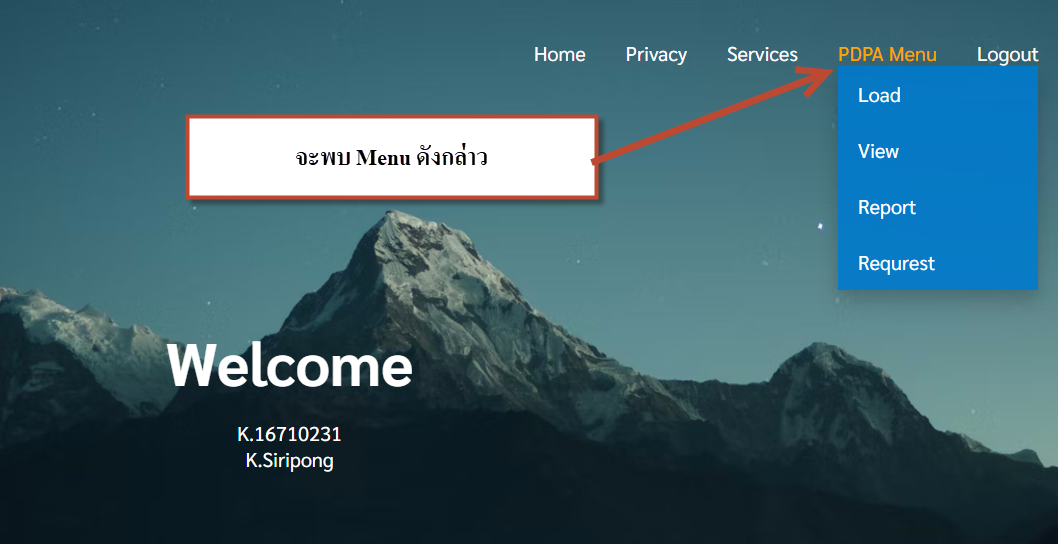 Home Privacy Services PDPA Menu Logout
Load
จะพบ Menu ดังกล่าว
View
Report
Requrest
Welcome
K.16710231
K.Siripong